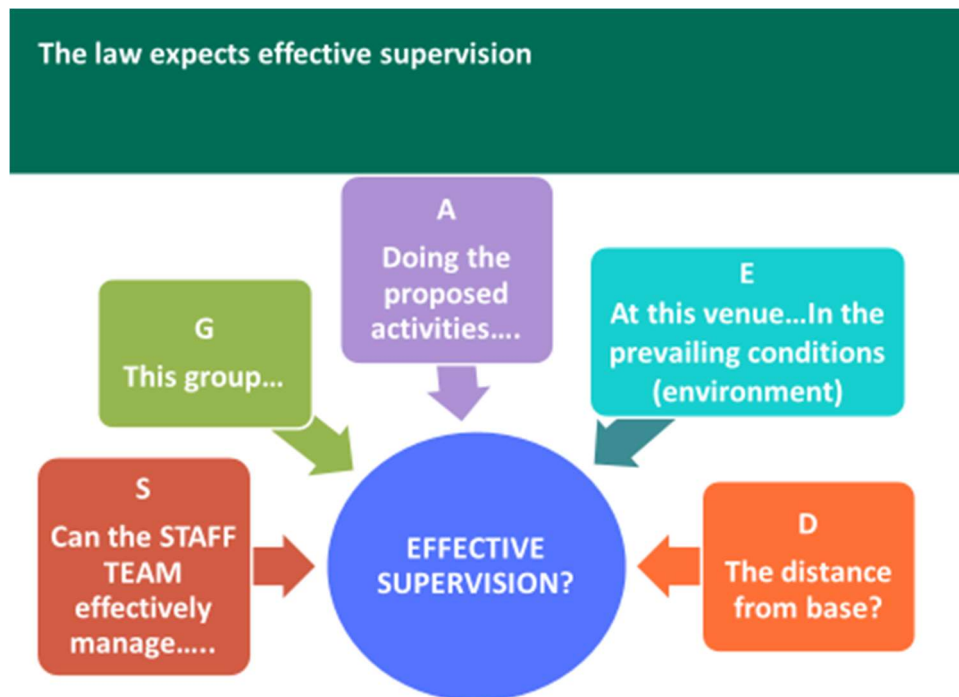 The law expects effective supervision
S
Can the STAFF
TEAM
effectively
manage.....
G
This group...
A
Doing the
proposed
activities....
E
At this venue...In the
prevailing conditions
(environment)
D
The distance
from base?
EFFECTIVE
SUPERVISION?